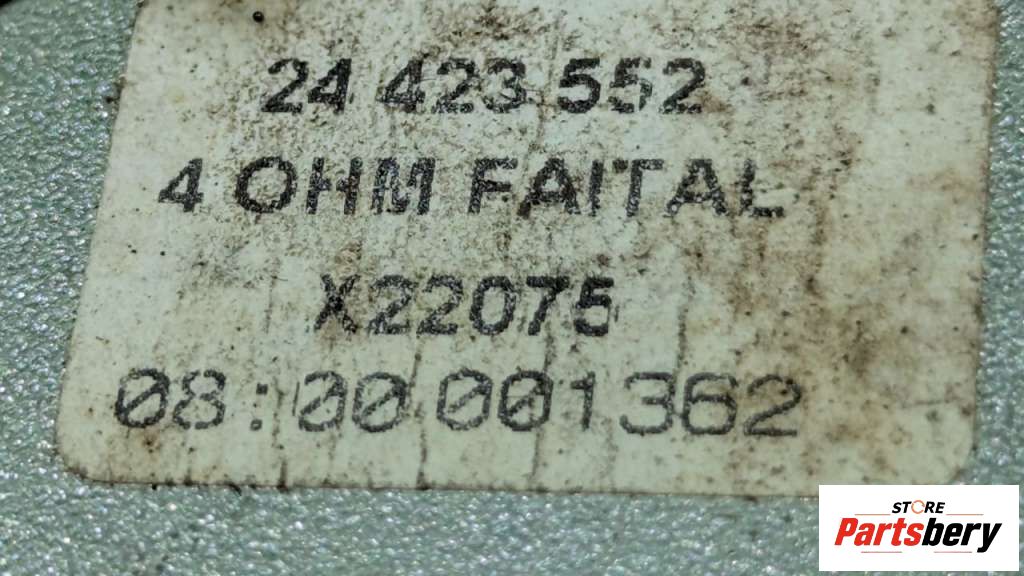 24 423 552
4 OHM FAITAL
X22075
08:00 001362
STORE
Partsbery